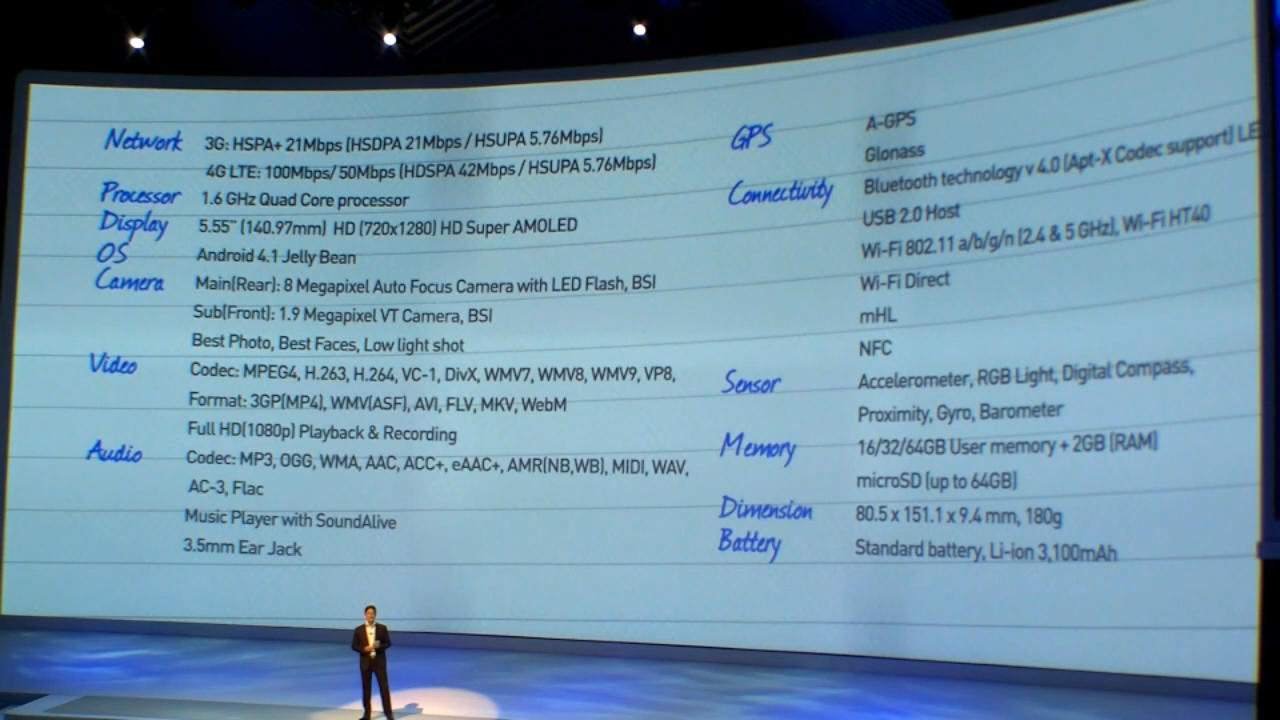 Network 3G: HSPA+ 21Mbps (HSDPA 21Mbps / HSUPA 5.76Mbps)
4G LTE: 100Mbps/ 50Mbps (HDSPA 42Mbps / HSUPA 5.76Mbps)
Processor 1.6 GHz Quad Core processor
Display 5.55" (140.97mm) HD (720x1280) HD Super AMOLED
OS Android 4.1 Jelly Bean
Camera Main(Rear): 8 Megapixel Auto Focus Camera with LED Flash, BSI
Sub(Front): 1.9 Megapixel VT Camera, BSI
Best Photo, Best Faces, Low light shot
Video Codec: MPEG4, H.263, H.264, VC-1, DivX, WMV7, WMV8, WMV9, VP8,
Format: 3GP(MP4), WMV(ASF), AVI, FLV, MKV, WebM
Full HD(1080p) Playback & Recording
Audio Codec: MP3, OGG, WMA, AAC, ACC+, eAAC+, AMR(NB,WB), MIDI, WAV,
AC-3, Flac
Music Player with SoundAlive
3.5mm Ear Jack
GPS A-GPS
Glonass
Connectivity Bluetooth technology v 4.0 (Apt-X Codec support) LE
USB 2.0 Host
Wi-Fi 802.11 a/b/g/n (2.4 & 5 GHz), Wi-Fi HT40
Wi-Fi Direct
mHL
NFC
Sensor Accelerometer, RGB Light, Digital Compass,
Proximity, Gyro, Barometer
Memory 16/32/64GB User memory + 2GB (RAM)
microSD (up to 64GB)
Dimension 80.5 x 151.1 x 9.4 mm, 180g
Battery Standard battery, Li-ion 3,100mAh